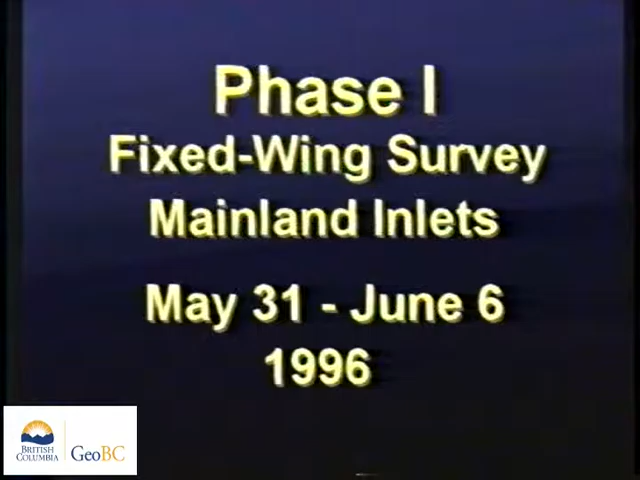 Phase I
Fixed-Wing Survey
Mainland Inlets
May 31 - June 6
1996
BRITISH
COLUMBIA
GeoBC